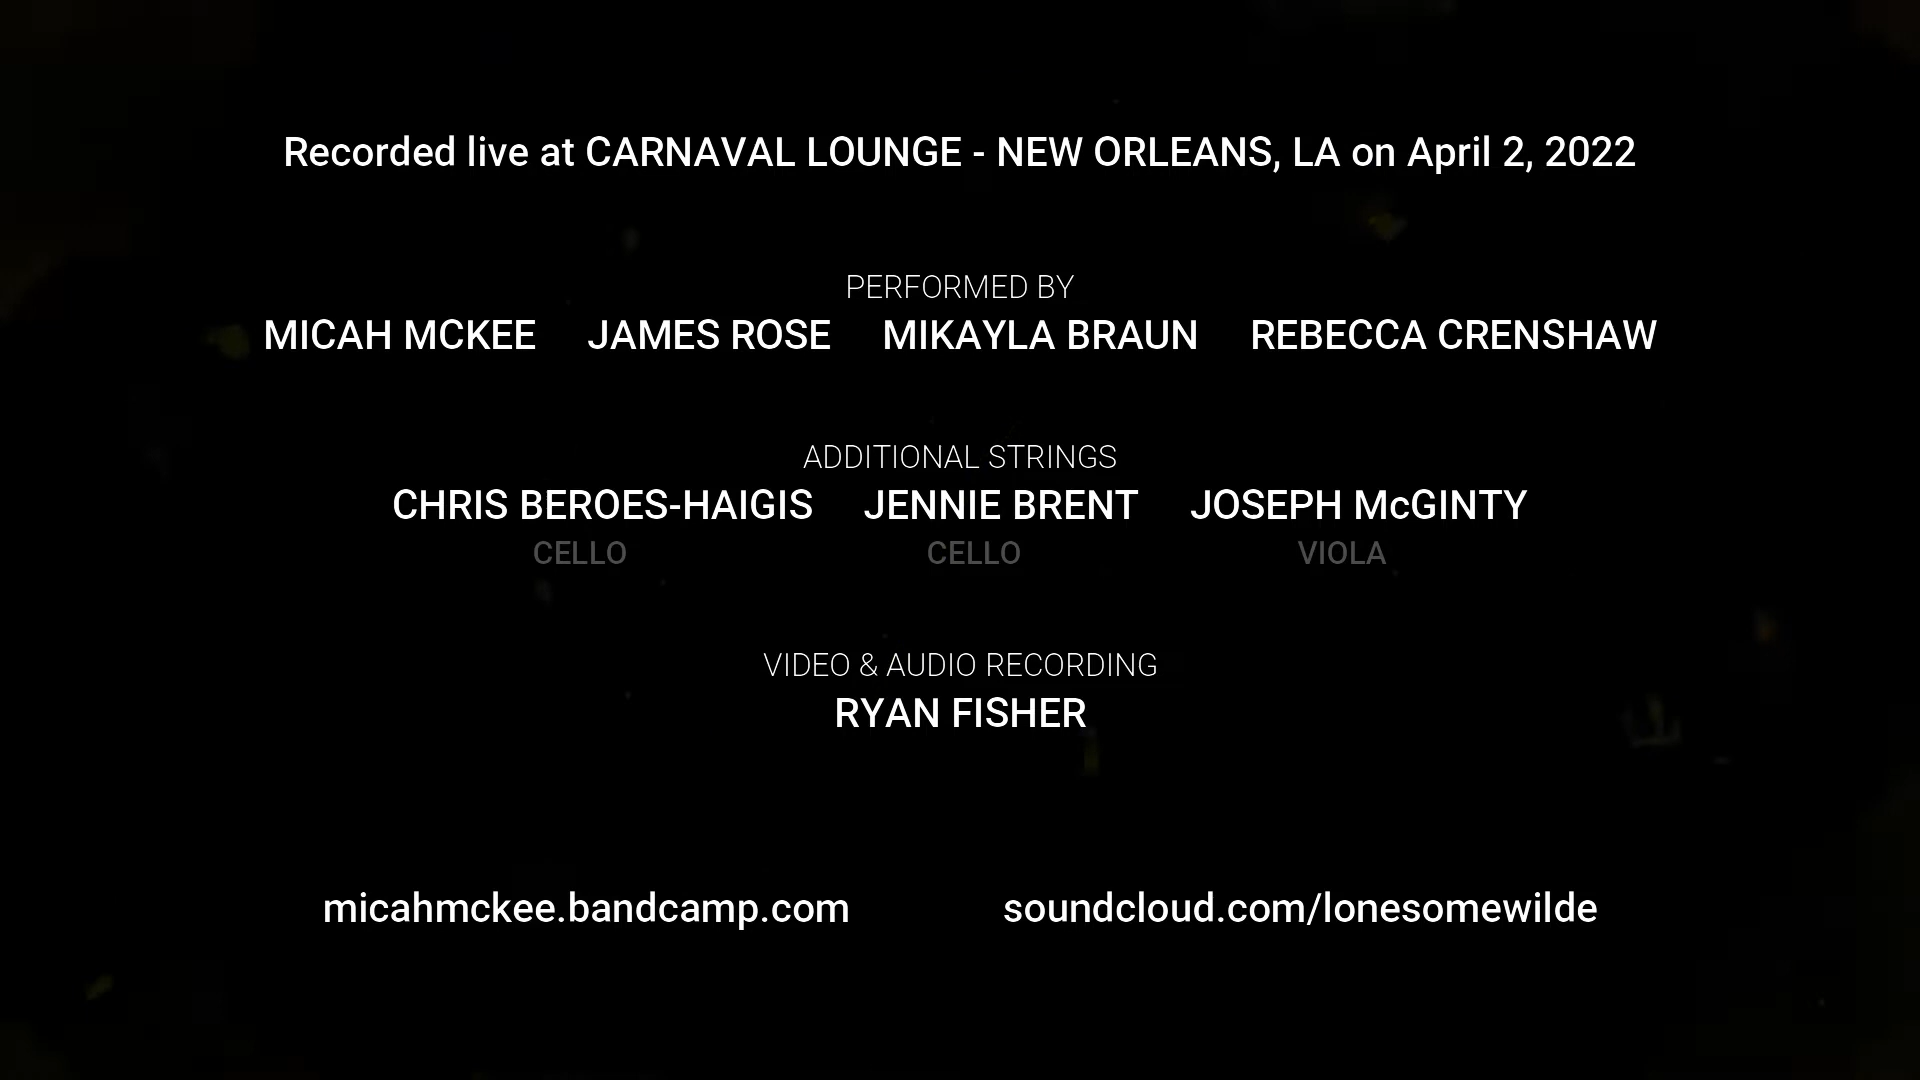 Recorded live at CARNAVAL LOUNGE - NEW ORLEANS, LA on April 2, 2022
PERFORMED BY
MICAH MCKEE JAMES ROSE MIKAYLA BRAUN REBECCA CRENSHAW
ADDITIONAL STRINGS
CHRIS BEROES-HAIGIS JENNIE BRENT JOSEPH McGINTY
CELLO CELLO VIOLA
VIDEO & AUDIO RECORDING
RYAN FISHER
micahmckee.bandcamp.com soundcloud.com/lonesomewilde